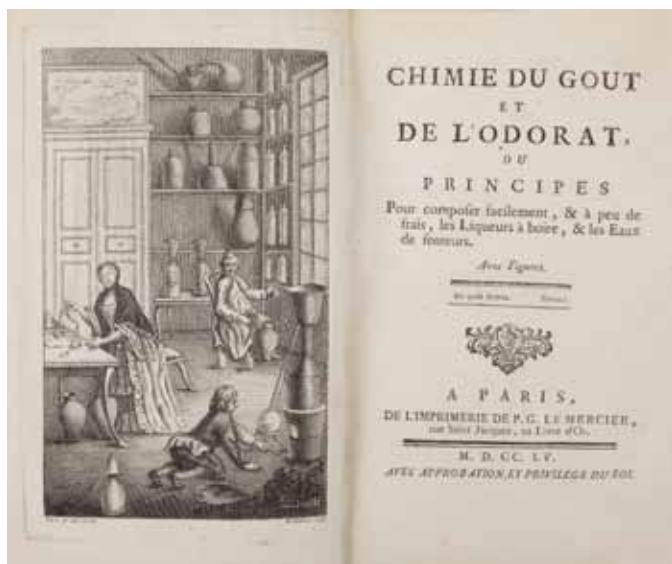 CHIMIE DU GOUT
ET
DE L'ODORAT,
OU
PRINCIPES
Pour composer facilement, & à peu de
frais, les Liqueurs à boire, & les Eaux
de senteurs.
Avec Figures.
A PARIS,
DE L'IMPRIMERIE DE P. G. LE MERCIER,
rue Saint Jacques, au Livre d'Or.
M. D. CC. LV.
AVEC APPROBATION, ET PRIVILEGE DU ROI.